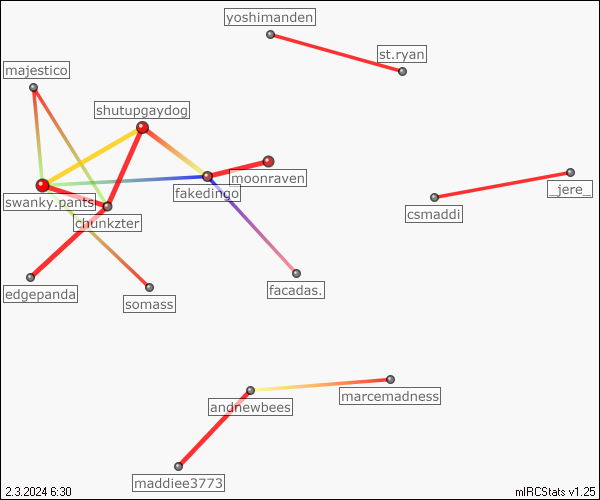 yoshimanden
st.ryan
majestico
shutupgaydog
moonraven
fakedingo
_jere_
swanky.pants
csmaddi
chunkzter
edgepanda
somass
facadas.
marcemadness
andnewbees
maddiee3773
2.3.2024 6:30
mIRCStats v1.25